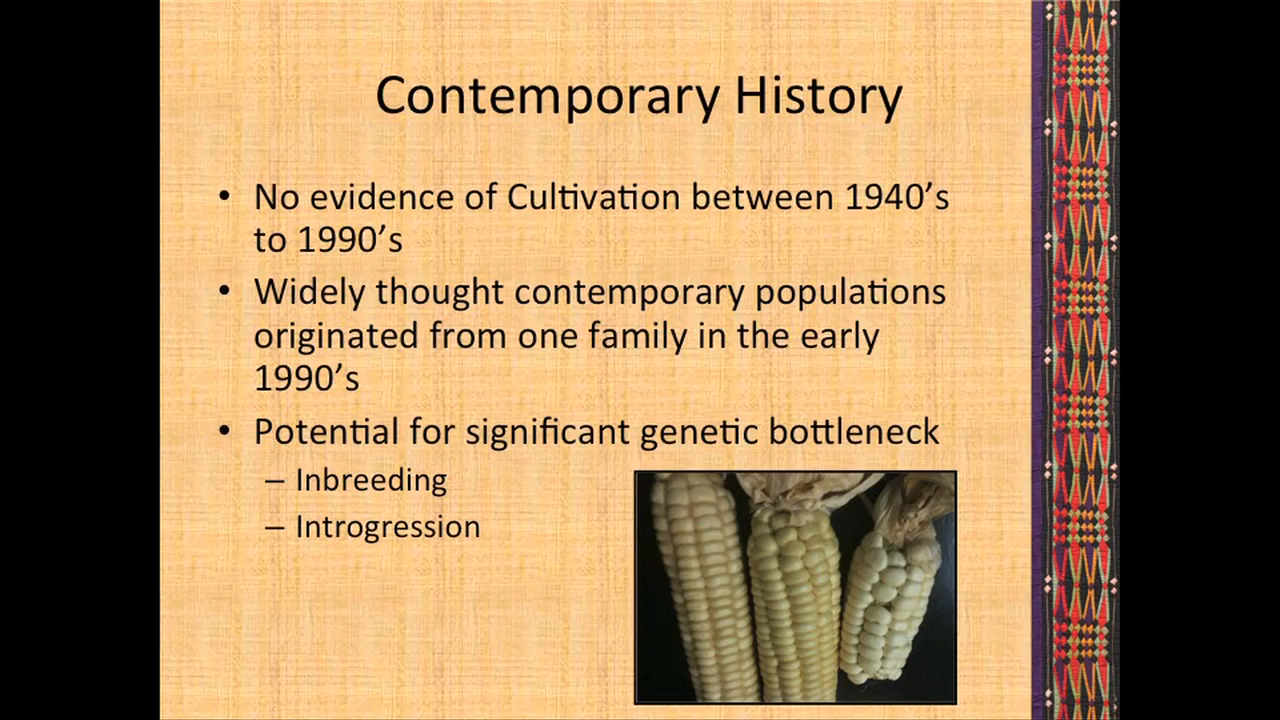 Contemporary History
• No evidence of Cultivation between 1940’s
to 1990’s
• Widely thought contemporary populations
originated from one family in the early
1990’s
• Potential for significant genetic bottleneck
– Inbreeding
– Introgression